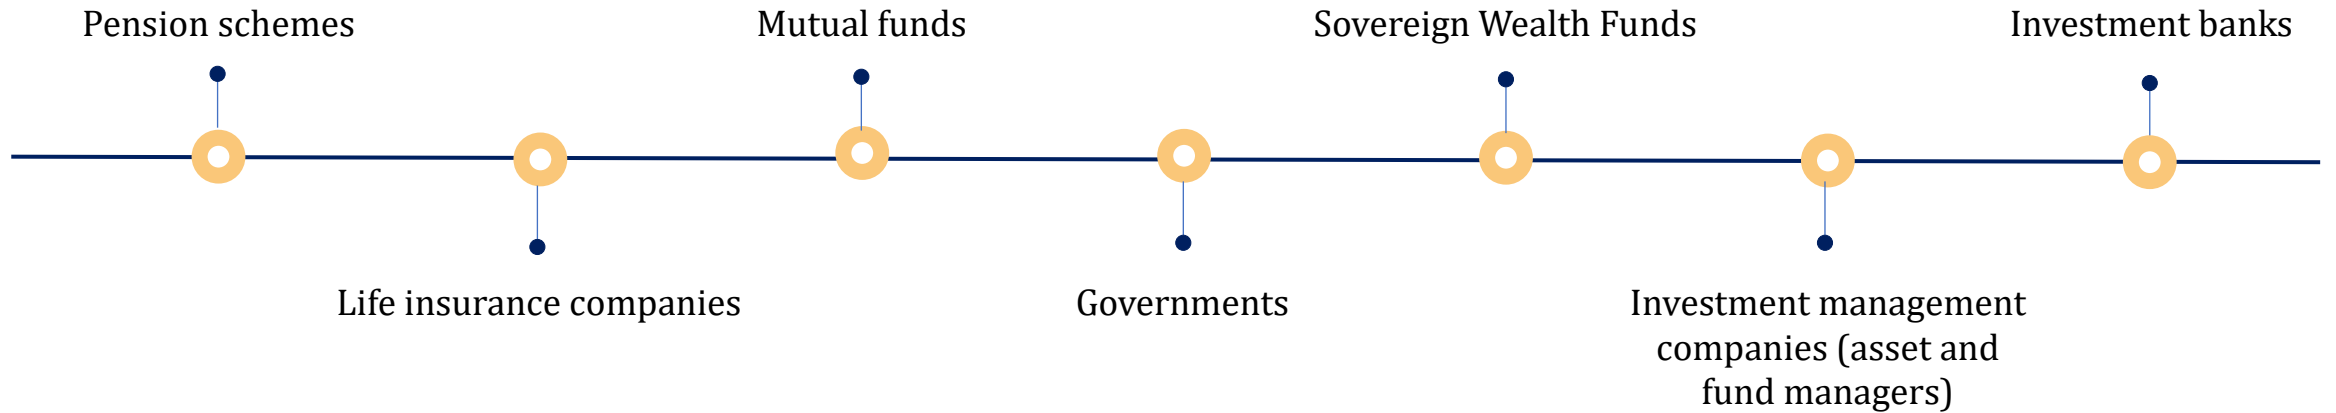 Pension schemes
Mutual funds
Sovereign Wealth Funds
Investment banks
Life insurance companies
Governments
Investment management
companies (asset and
fund managers)